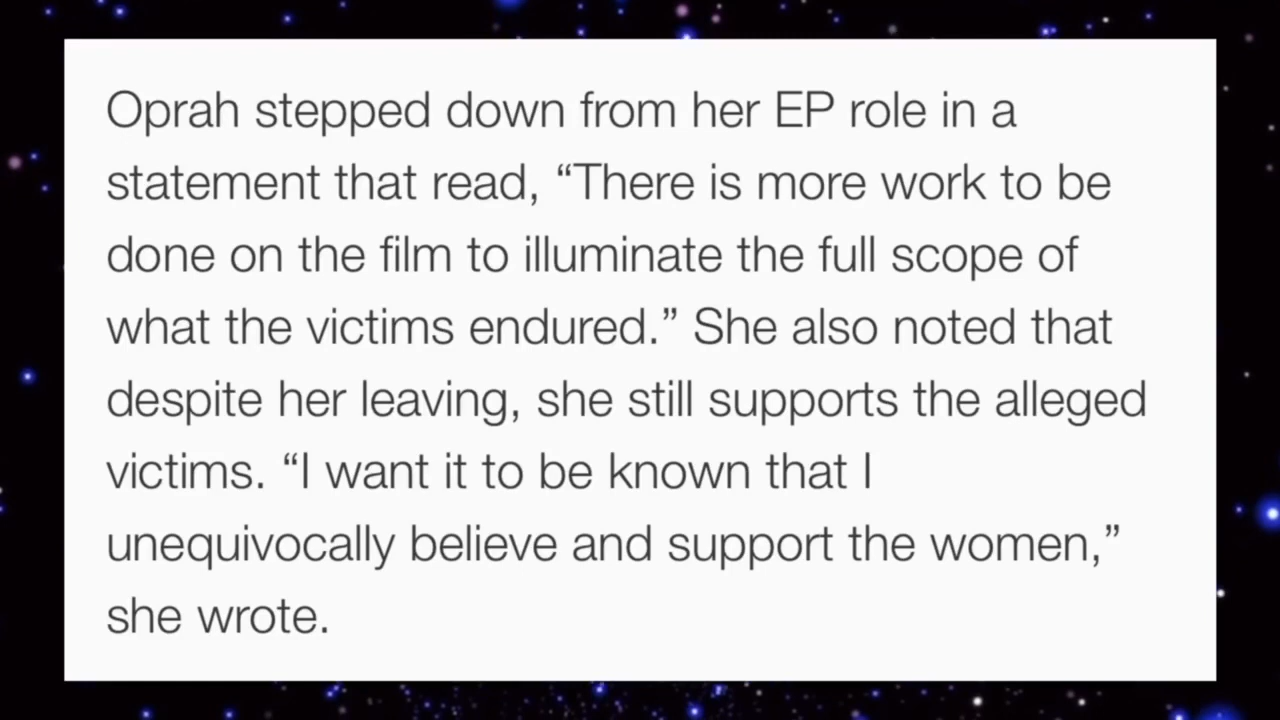 Oprah stepped down from her EP role in a
statement that read, “There is more work to be
done on the film to illuminate the full scope of
what the victims endured.” She also noted that
despite her leaving, she still supports the alleged
victims. “I want it to be known that I
unequivocally believe and support the women,”
she wrote.